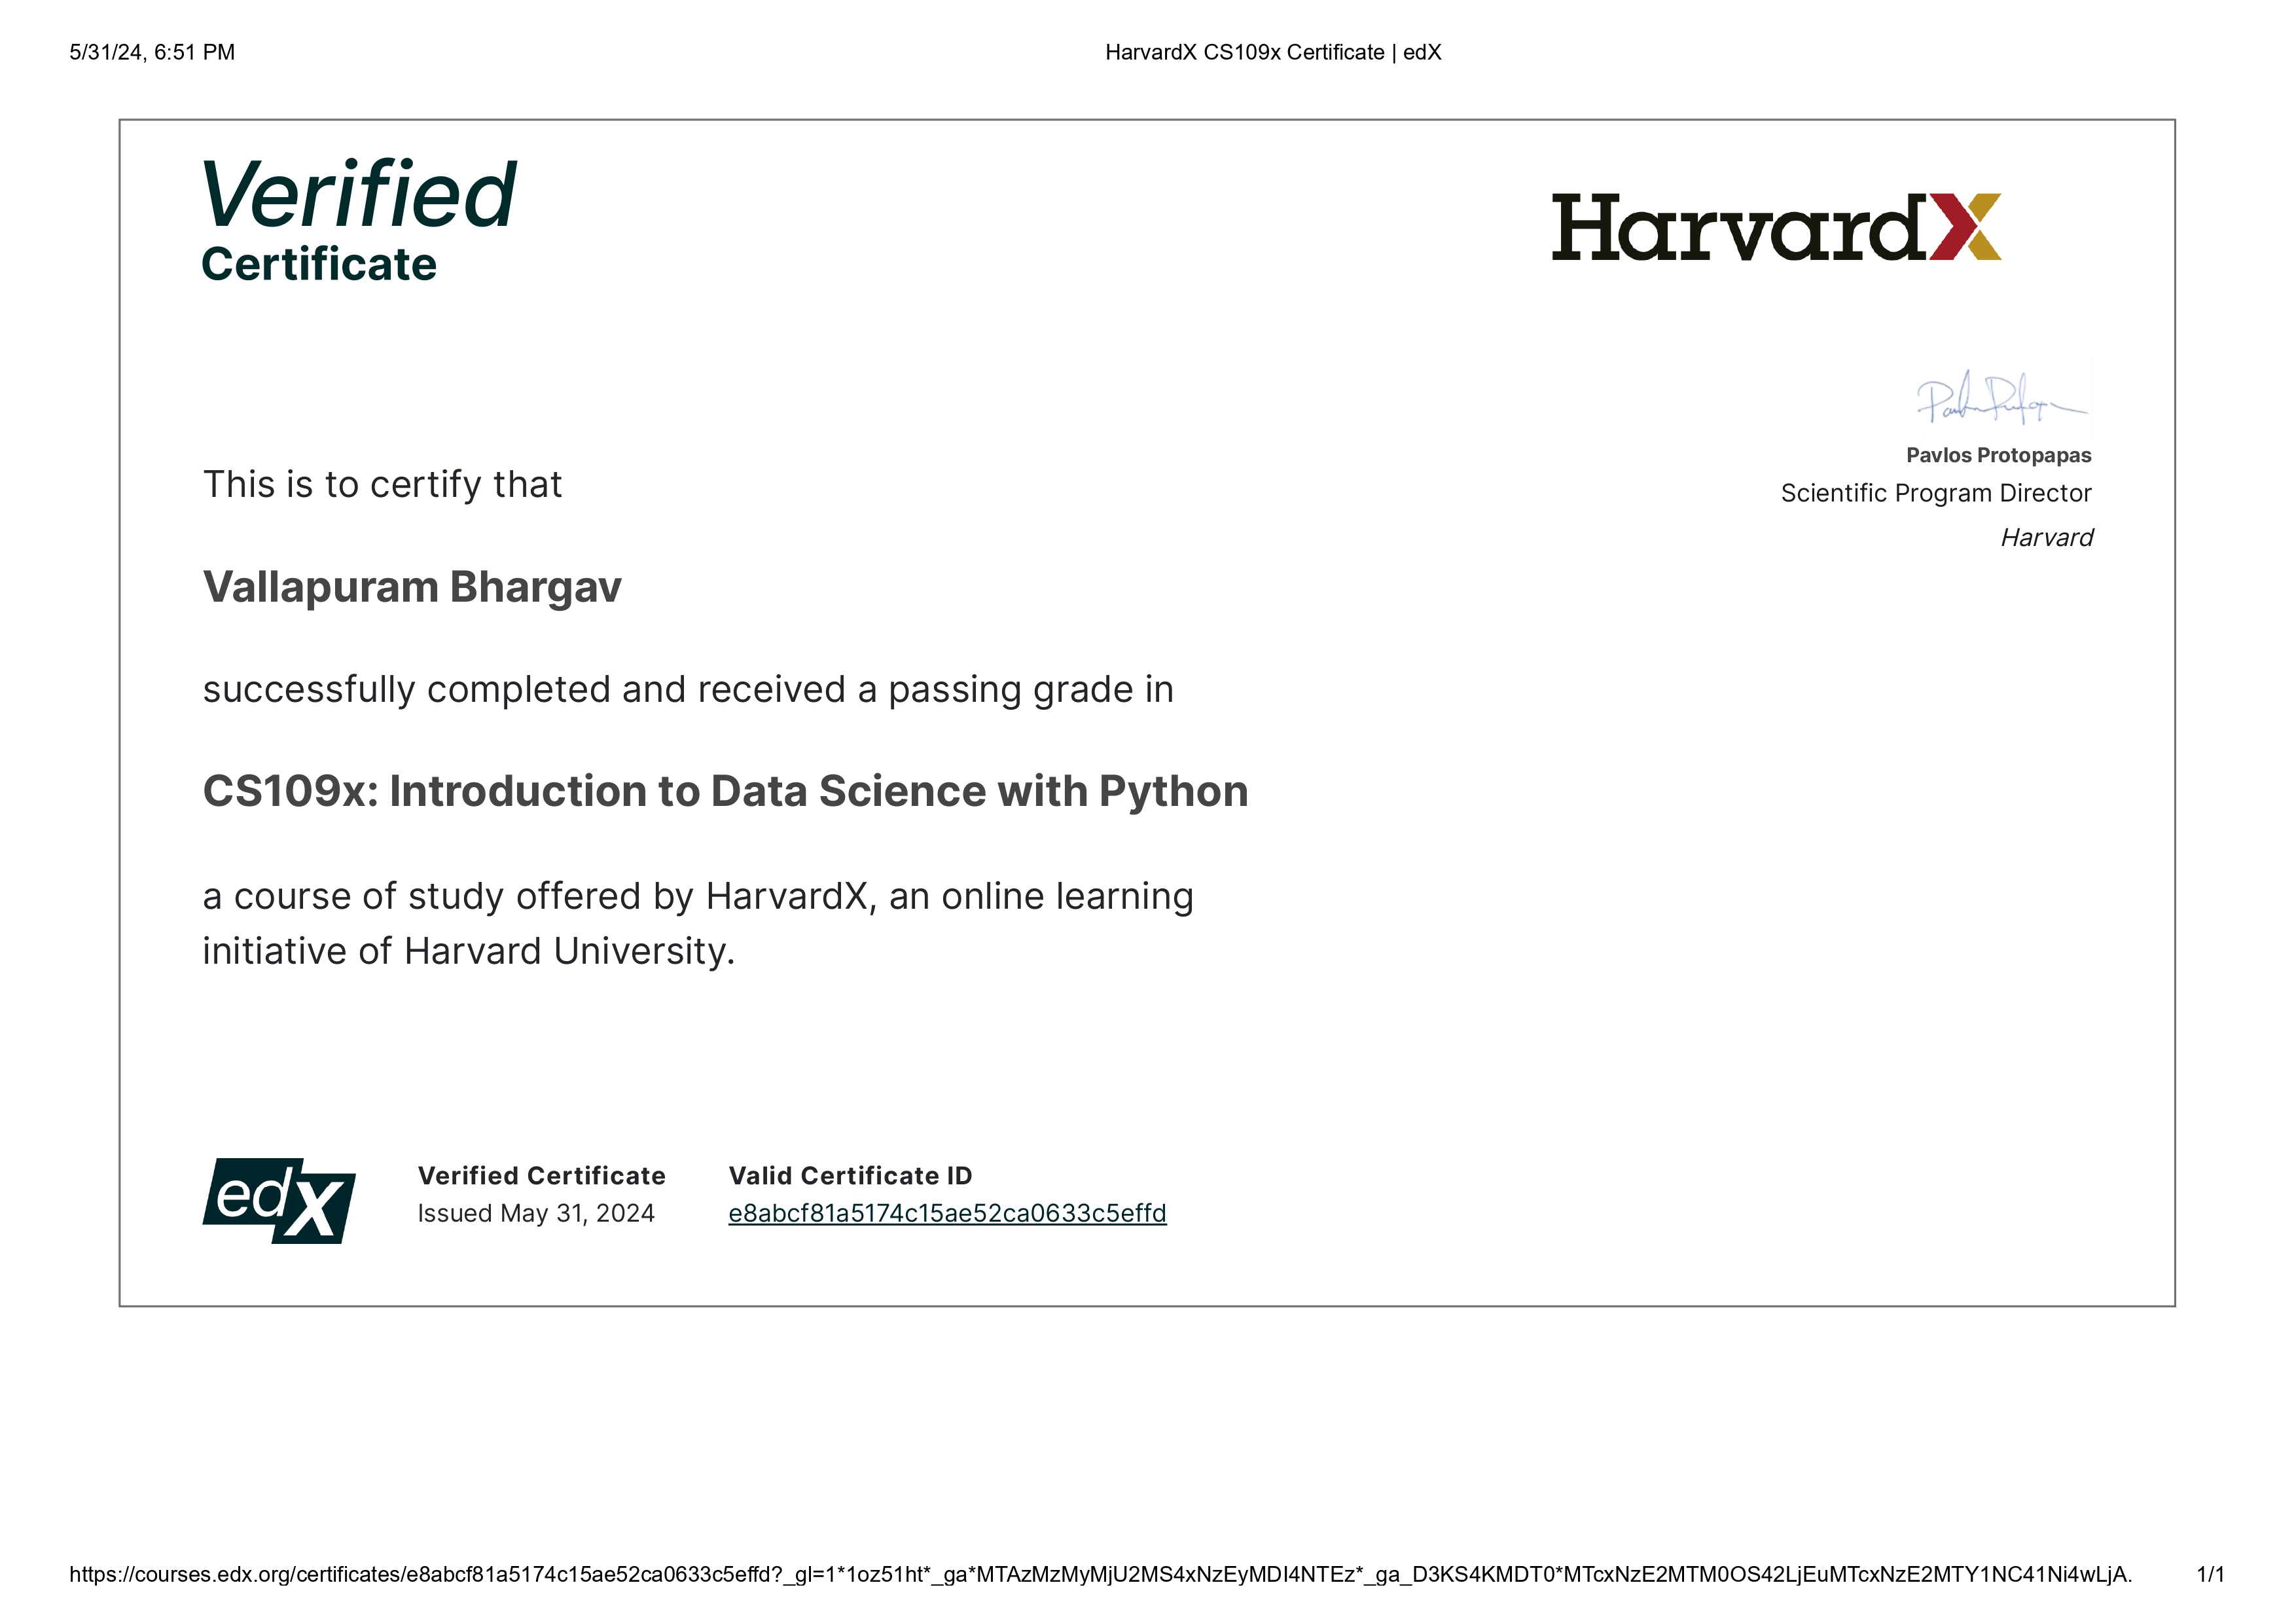 5/31/24, 6:51 PM
HarvardX CS109x Certificate | edX
Verified
Certificate
HarvardX
Pavlos Protopapas
Scientific Program Director
Harvard
This is to certify that
Vallapuram Bhargav
successfully completed and received a passing grade in
CS109x: Introduction to Data Science with Python
a course of study offered by HarvardX, an online learning
initiative of Harvard University.
edX
Verified Certificate
Issued May 31, 2024
Valid Certificate ID
e8abcf81a5174c15ae52ca0633c5effd
https://courses.edx.org/certificates/e8abcf81a5174c15ae52ca0633c5effd?_gl=1*1oz51ht*_ga*MTAzMzMyMjU2MS4xNzEyMDI4NTEz*_ga_D3KS4KMDT0*MTcxNzE2MTM0OS42LjEuMTcxNzE2MTY1NC41Ni4wLjA.
1/1